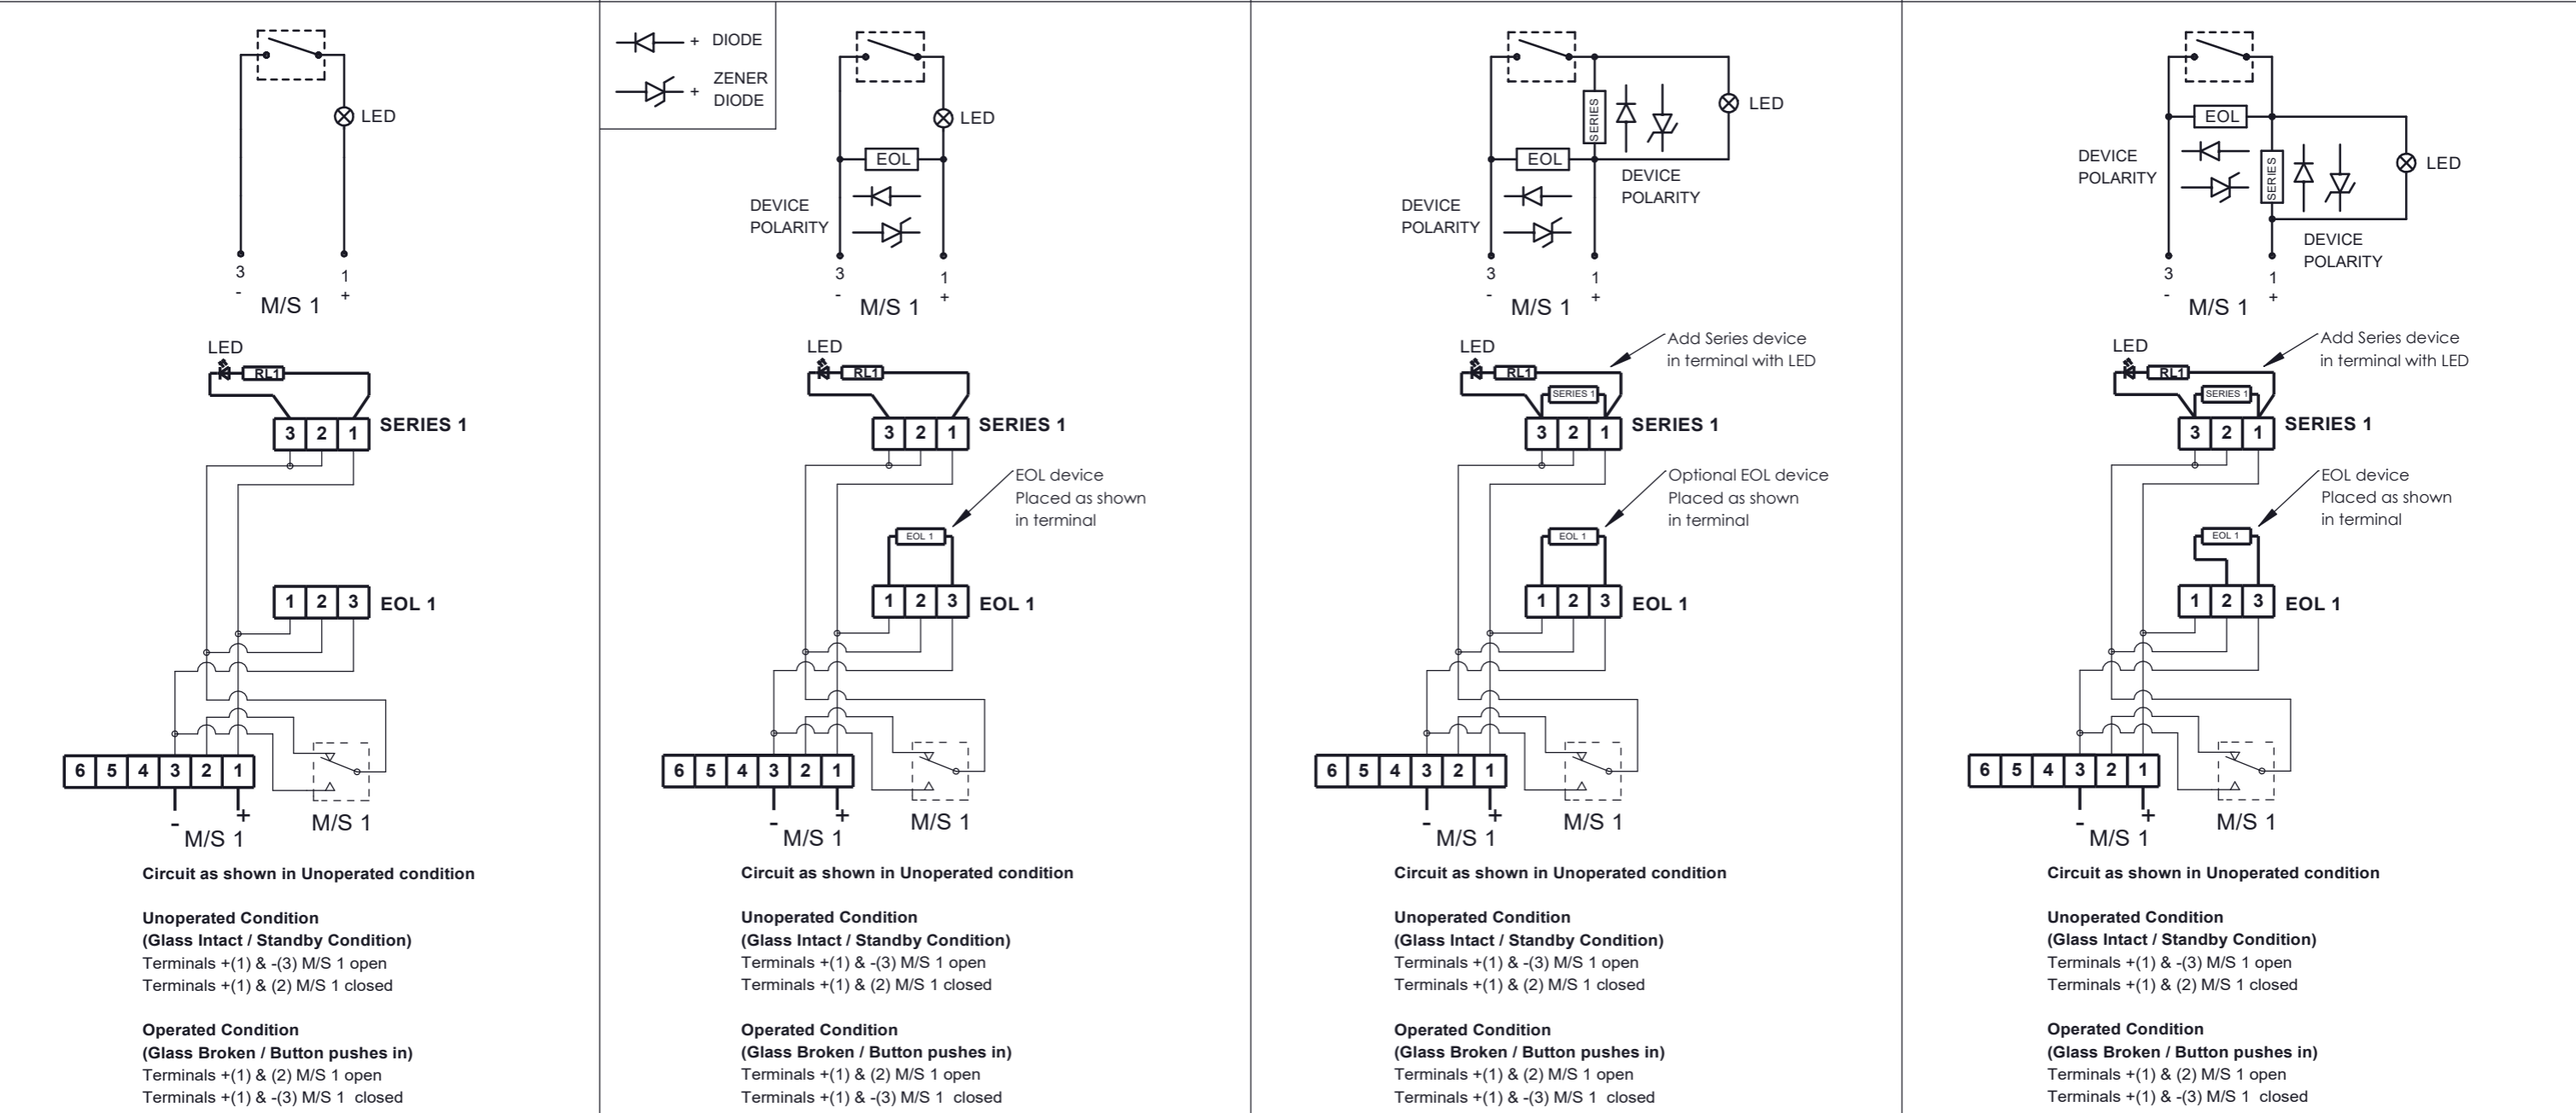 LED
3
1
-
+
M/S 1
LED
RL1
3 2 1
SERIES 1
1 2 3
EOL 1
6 5 4 3 2 1
-
+
M/S 1
M/S 1
Circuit as shown in Unoperated condition
Unoperated Condition
(Glass Intact / Standby Condition)
Terminals +(1) & -(3) M/S 1 open
Terminals +(1) & (2) M/S 1 closed
Operated Condition
(Glass Broken / Button pushes in)
Terminals +(1) & (2) M/S 1 open
Terminals +(1) & -(3) M/S 1 closed
+ DIODE
ZENER
+
DIODE
LED
EOL
DEVICE
POLARITY
3
1
-
+
M/S 1
LED
RL1
3 2 1
SERIES 1
EOL device
Placed as shown
in terminal
EOL 1
1 2 3
EOL 1
6 5 4 3 2 1
-
+
M/S 1
M/S 1
Circuit as shown in Unoperated condition
Unoperated Condition
(Glass Intact / Standby Condition)
Terminals +(1) & -(3) M/S 1 open
Terminals +(1) & (2) M/S 1 closed
Operated Condition
(Glass Broken / Button pushes in)
Terminals +(1) & (2) M/S 1 open
Terminals +(1) & -(3) M/S 1 closed
SERIES
LED
EOL
DEVICE
POLARITY
DEVICE
POLARITY
3
1
-
+
M/S 1
Add Series device
in terminal with LED
LED
RL1
SERIES 1
3 2 1
SERIES 1
Optional EOL device
Placed as shown
in terminal
EOL 1
1 2 3
EOL 1
6 5 4 3 2 1
-
+
M/S 1
M/S 1
Circuit as shown in Unoperated condition
Unoperated Condition
(Glass Intact / Standby Condition)
Terminals +(1) & -(3) M/S 1 open
Terminals +(1) & (2) M/S 1 closed
Operated Condition
(Glass Broken / Button pushes in)
Terminals +(1) & (2) M/S 1 open
Terminals +(1) & -(3) M/S 1 closed
EOL
DEVICE
POLARITY
SERIES
LED
DEVICE
POLARITY
3
1
-
+
M/S 1
Add Series device
in terminal with LED
LED
RL1
SERIES 1
3 2 1
SERIES 1
EOL device
Placed as shown
in terminal
EOL 1
1 2 3
EOL 1
6 5 4 3 2 1
-
+
M/S 1
M/S 1
Circuit as shown in Unoperated condition
Unoperated Condition
(Glass Intact / Standby Condition)
Terminals +(1) & -(3) M/S 1 open
Terminals +(1) & (2) M/S 1 closed
Operated Condition
(Glass Broken / Button pushes in)
Terminals +(1) & (2) M/S 1 open
Terminals +(1) & -(3) M/S 1 closed